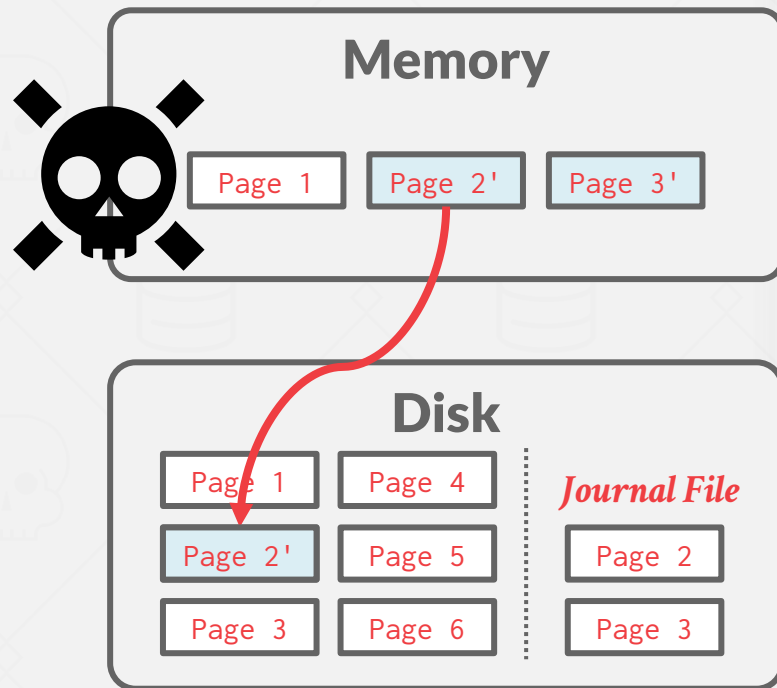 Memory
Page 1 Page 2' Page 3'
Disk
Page 1 Page 4
Journal File
Page 2' Page 5 Page 2
Page 3 Page 6 Page 3